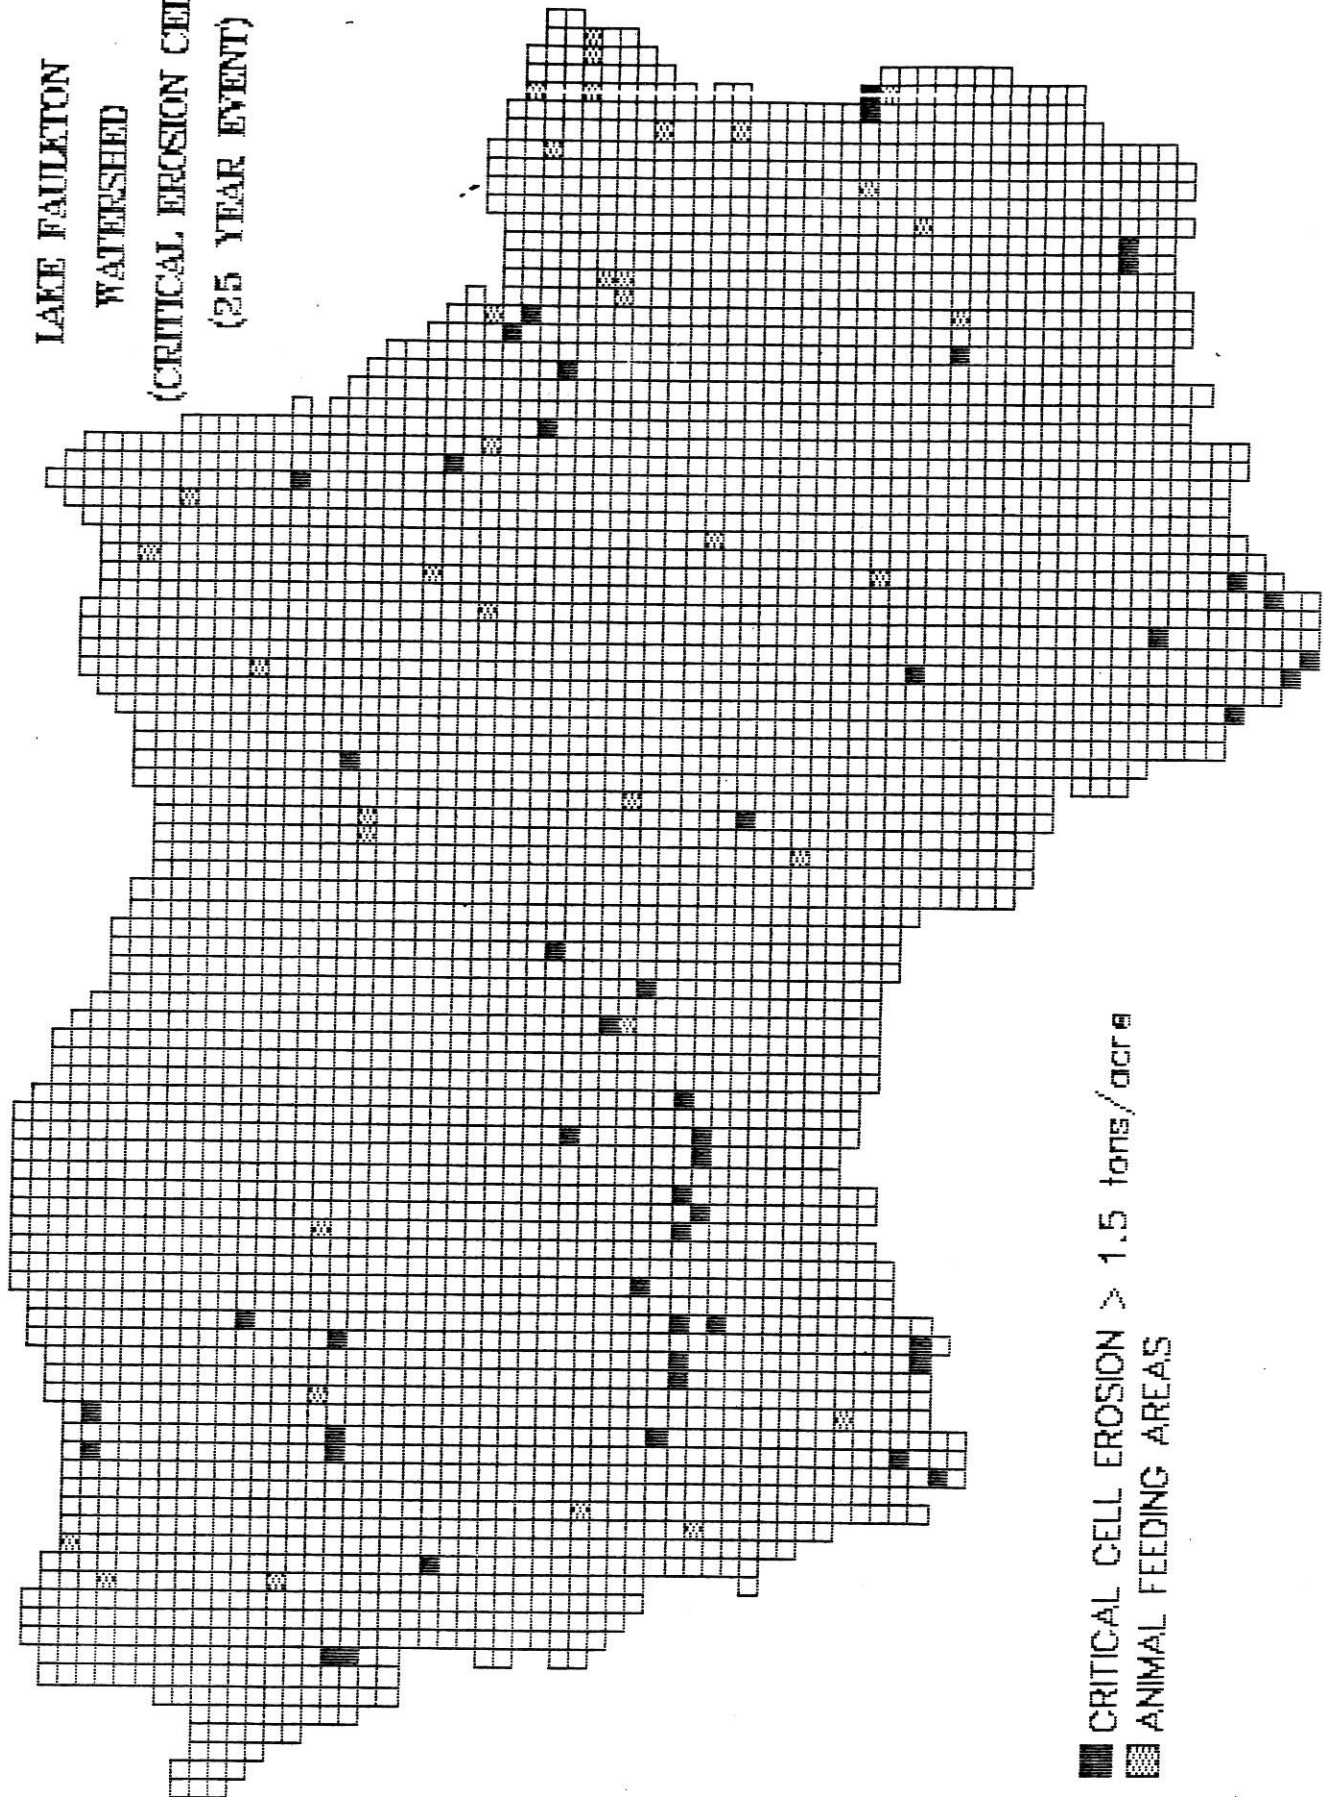 LAKE FAULKTON
WATERSHED
(CRITICAL EROSION CEL
(25 YEAR EVENT)
CRITICAL CELL EROSION > 1.5 tons/acre
ANIMAL FEEDING AREAS